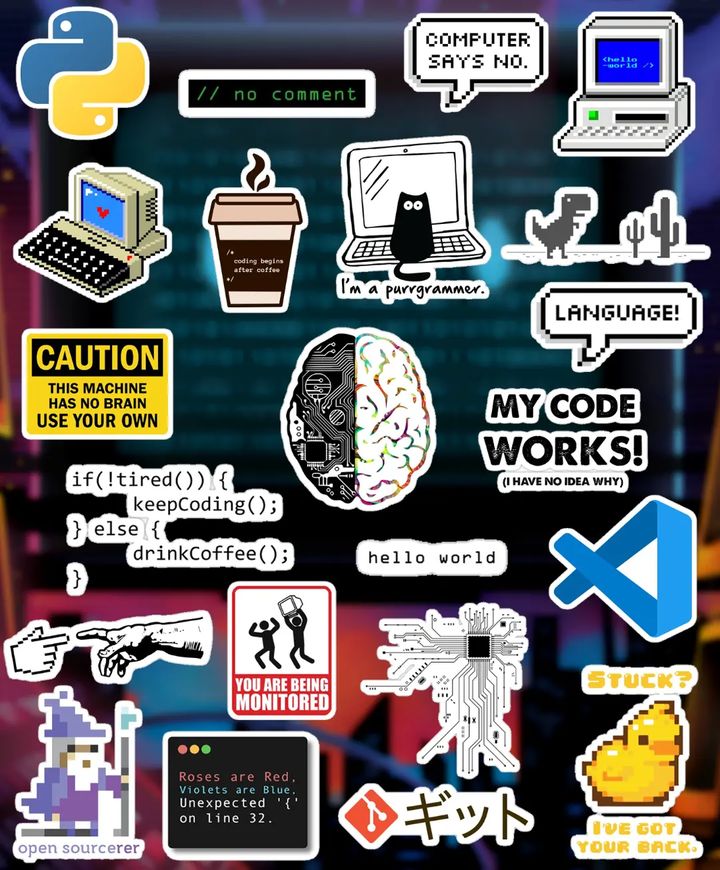 COMPUTER
SAYS NO.
<hello
-world />
// no comment
/*
coding begins
after coffee
*/
I'm a purrgrammer.
LANGUAGE!
CAUTION
THIS MACHINE
HAS NO BRAIN
USE YOUR OWN
MY CODE
WORKS!
(I HAVE NO IDEA WHY)
if(!tired()) {
keepCoding();
} else {
drinkCoffee();
}
hello world
YOU ARE BEING
MONITORED
STUCK?
Roses are Red,
Violets are Blue,
Unexpected '{'
on line 32.
ギット
I'VE GOT
YOUR BACK.
open sourcerer